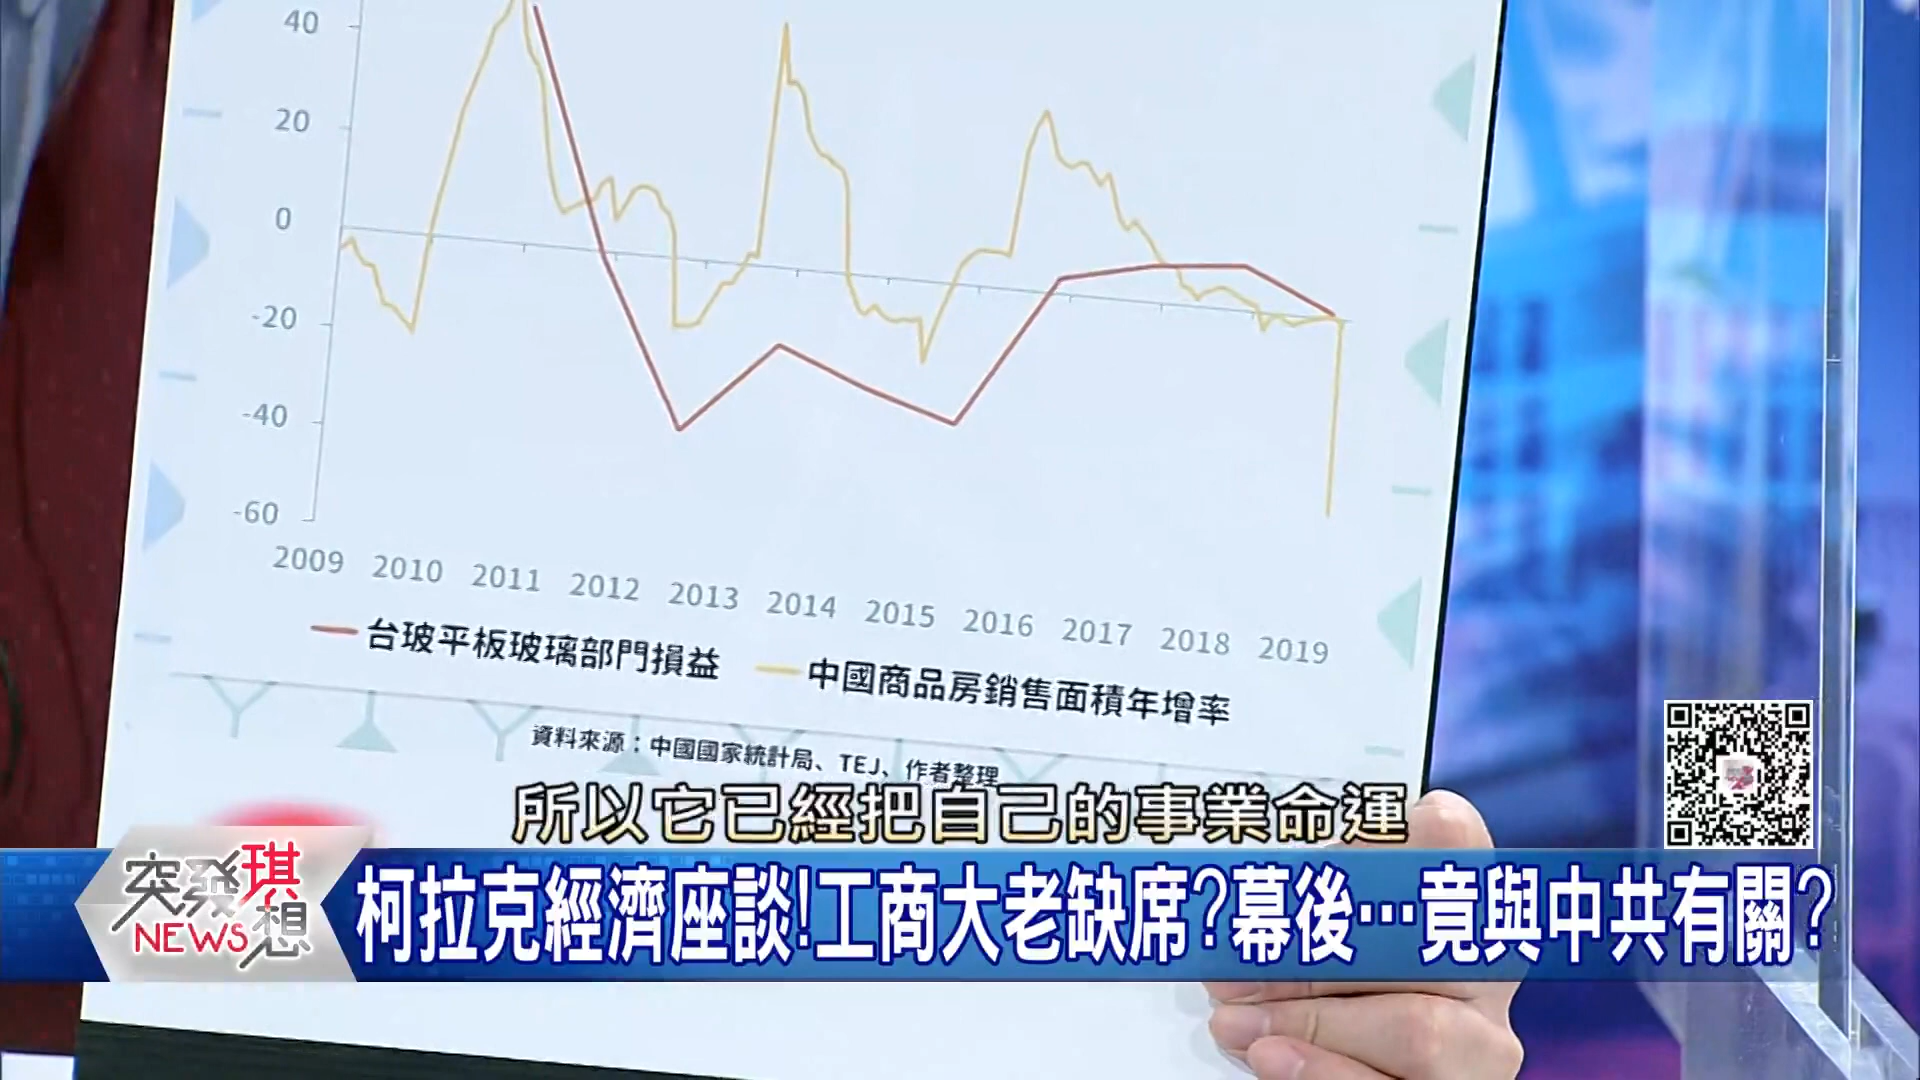 40
20
0
-20
-40
-60
2009 2010 2011 2012 2013 2014 2015 2016 2017 2018 2019
台玻平板玻璃部門損益 中國商品房銷售面積年增率
資料來源：中國國家統計局、TEJ、作者整理
所以它已經把自己的事業命運
突發琪想
NEWS
柯拉克經濟座談!工商大老缺席?幕後…竟與中共有關?